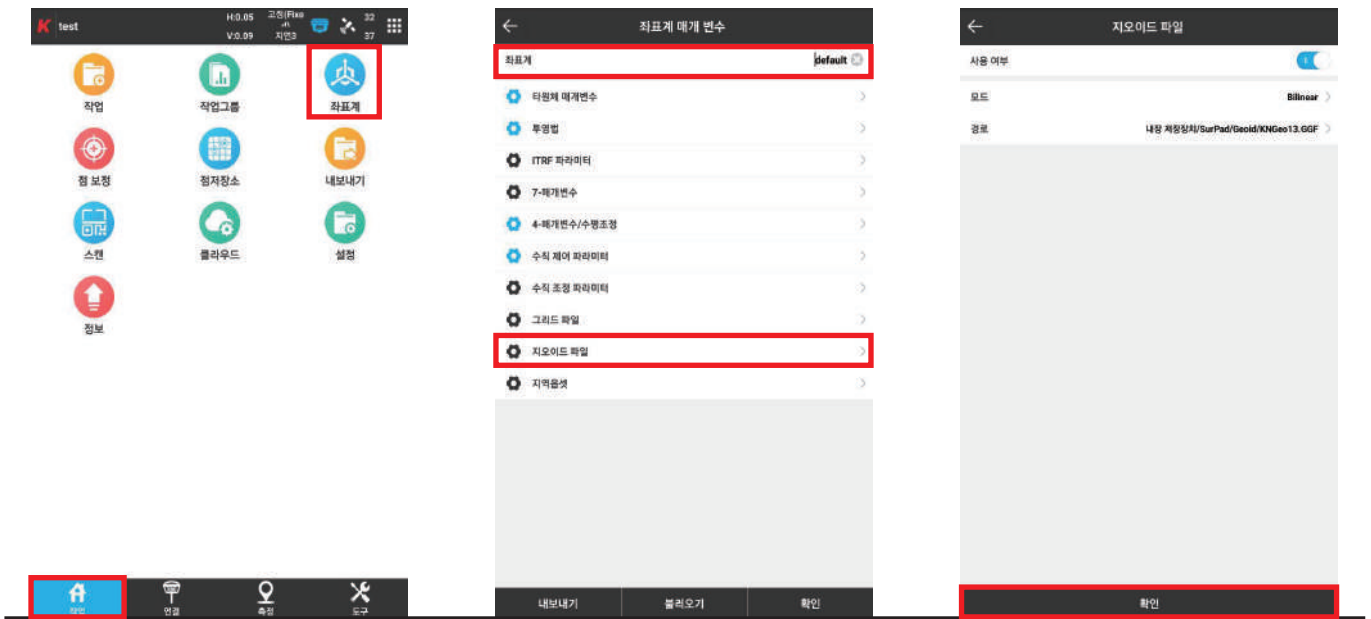 K test
H:0.05 고정(Fixe 32
V:0.09 지연3 37
작업 작업그룹 좌표계
점 보정 점저장소 내보내기
스캔 클라우드 설정
정보
연결 측정 도구
좌표계 매개 변수
좌표계 default
타원체 매개변수
투영법
ITRF 파라미터
7-매개변수
4-매개변수/수평조정
수직 제어 파라미터
수직 조정 파라미터
그리드 파일
지오이드 파일
지역옵셋
내보내기 불러오기 확인
지오이드 파일
사용 여부
모드 Bilinear
경로 내장 저장장치/SurPad/Geoid/KNGeo13.GGF
확인